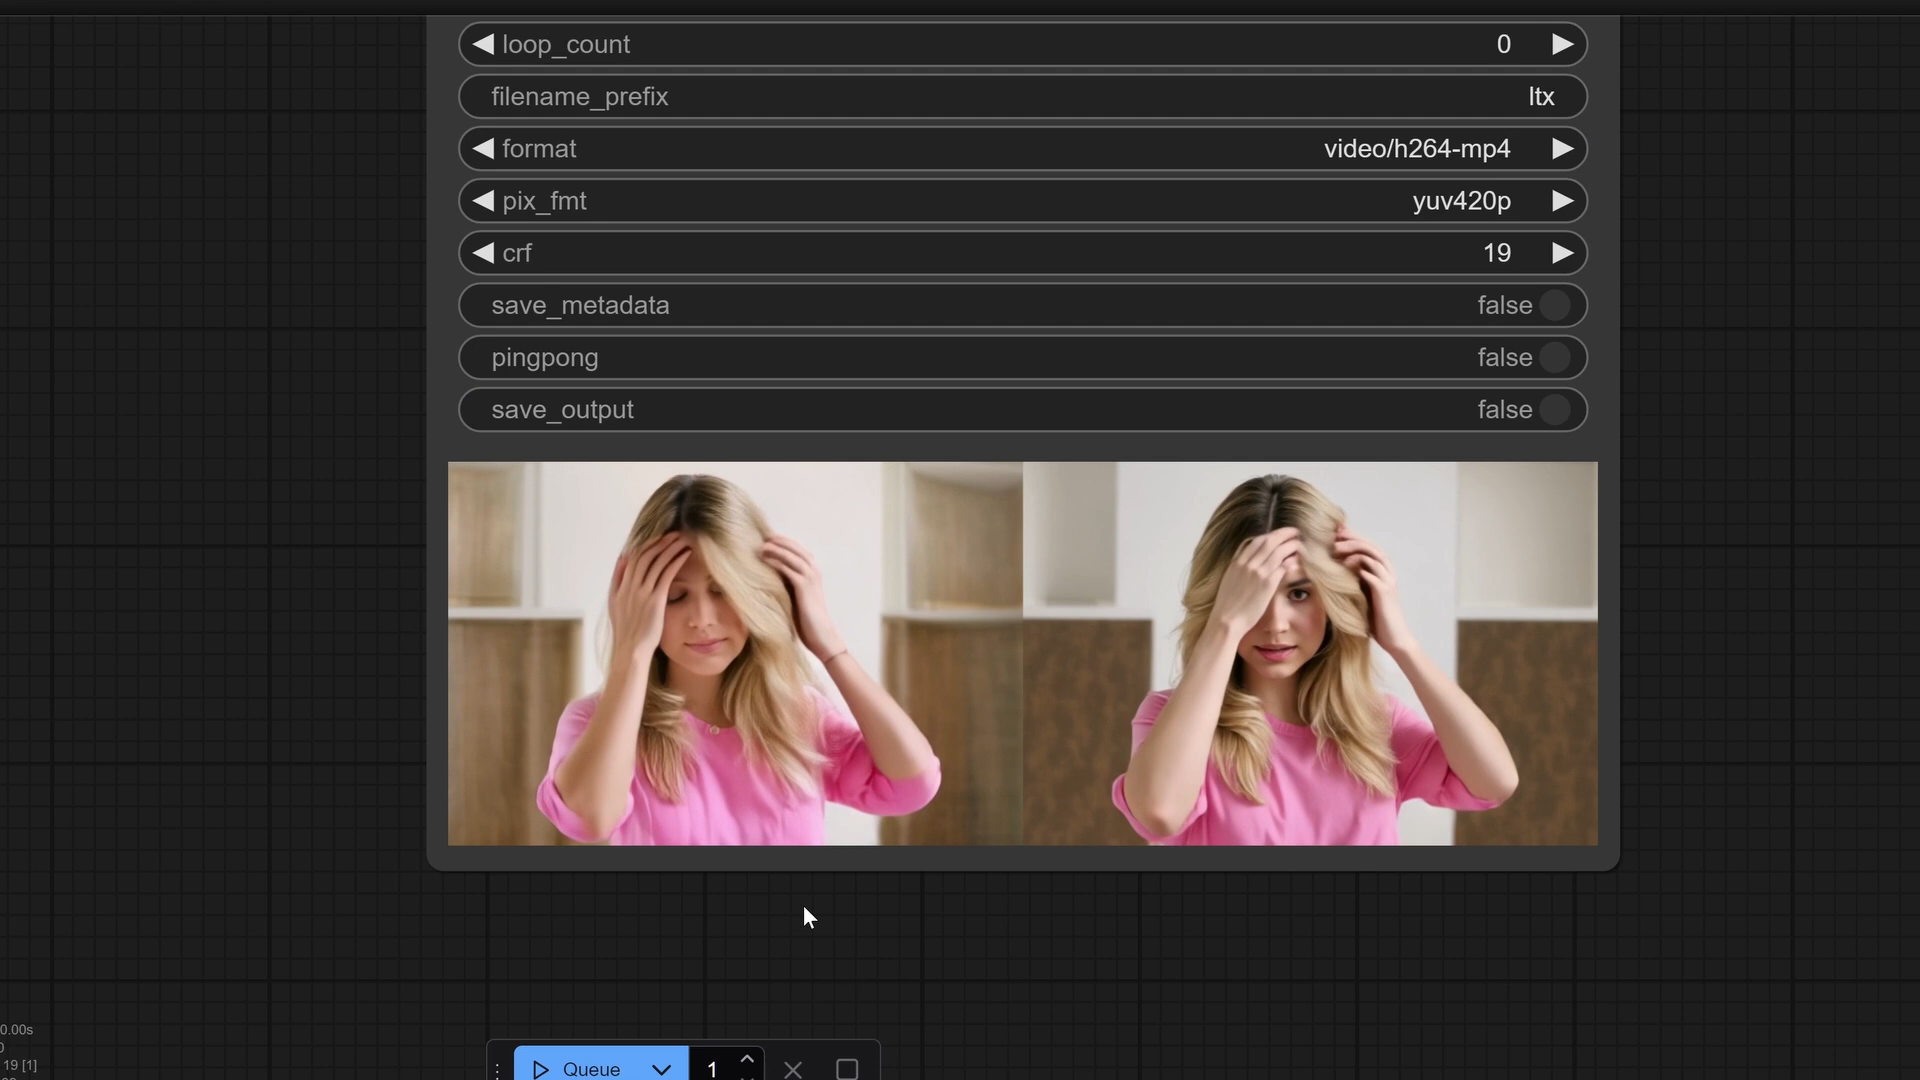 loop_count 0
filename_prefix ltx
format video/h264-mp4
pix_fmt yuv420p
crf 19
save_metadata false
pingpong false
save_output false
0.00s
19 [1]
Queue 1